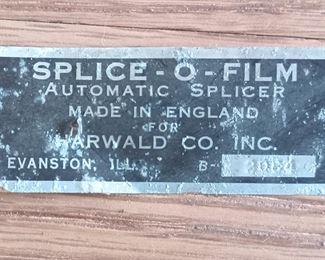 SPLICE-O-FILM
AUTOMATIC SPLICER
MADE IN ENGLAND
FOR
HARWALD CO. INC.
EVANSTON, ILL. B-